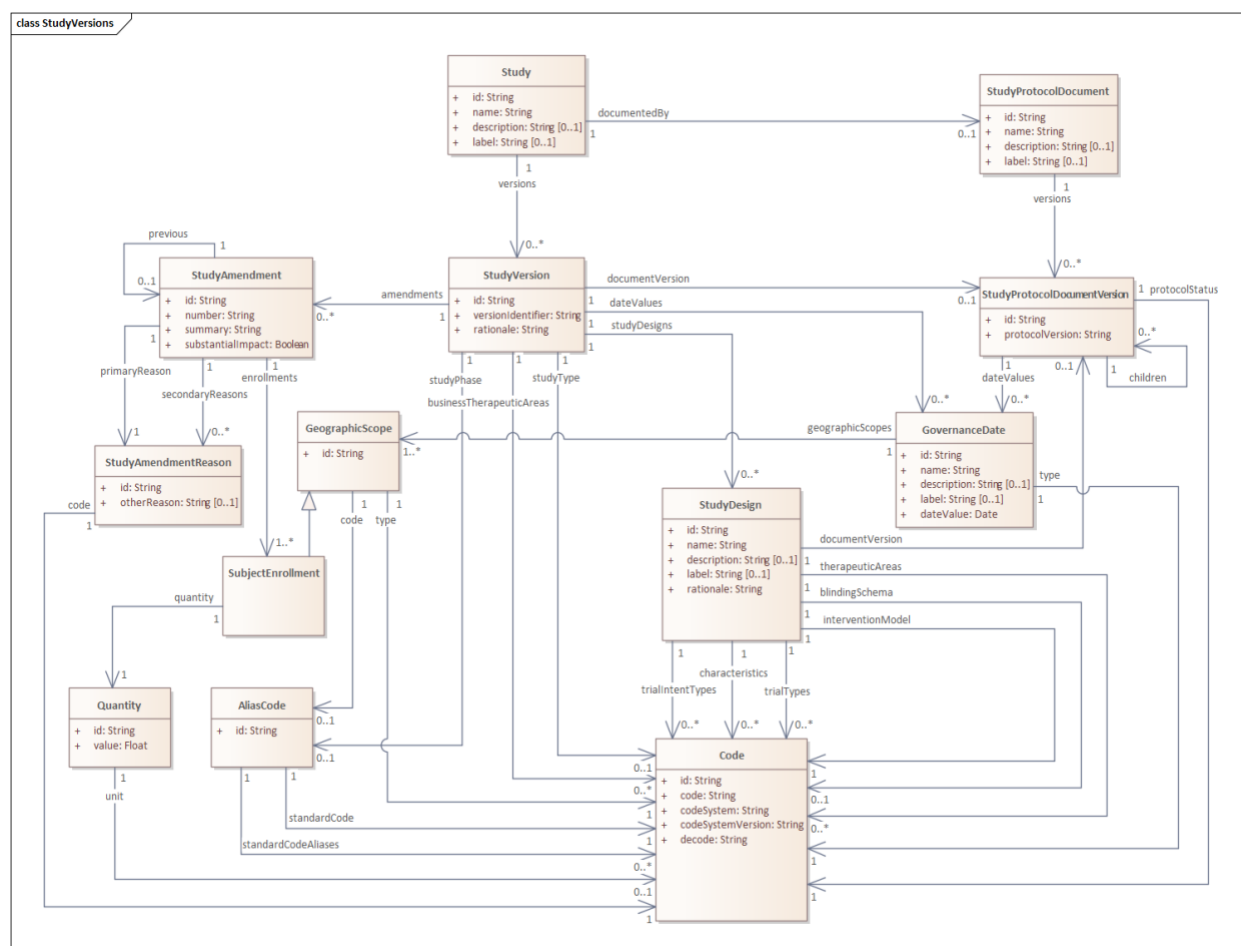 class StudyVersions
Study
+ id: String
+ name: String
+ description: String [0..1]
+ label: String [0..1]
documentedBy
1
0..1
StudyProtocolDocument
+ id: String
+ name: String
+ description: String [0..1]
+ label: String [0..1]
1
versions
0..*
1
versions
0..*
previous
1
0..1
StudyAmendment
+ id: String
+ number: String
+ summary: String
+ substantialImpact: Boolean
amendments
1
0..*
StudyVersion
+ id: String
+ versionIdentifier: String
+ rationale: String
documentVersion
1
0..1
dateValues
1
0..*
studyDesigns
1
0..*
StudyProtocolDocumentVersion
+ id: String
+ protocolVersion: String
1 protocolStatus
0..*
1
children
0..1
1
dateValues
0..*
1
primaryReason
1
1
secondaryReasons
0..*
1
enrollments
1..*
1
studyPhase
1
businessTherapeuticAreas
1
studyType
GeographicScope
+ id: String
geographicScopes
1
1..*
GovernanceDate
+ id: String
+ name: String
+ description: String [0..1]
+ label: String [0..1]
+ dateValue: Date
type
1
StudyAmendmentReason
+ id: String
+ otherReason: String [0..1]
code
1
1
code
1
type
StudyDesign
+ id: String
+ name: String
+ description: String [0..1]
+ label: String [0..1]
+ rationale: String
documentVersion
1
therapeuticAreas
1
blindingSchema
1
interventionModel
1
SubjectEnrollment
quantity
1
1
1
trialIntentTypes
0..*
1
characteristics
0..*
1
trialTypes
0..*
Quantity
+ id: String
+ value: Float
1
unit
AliasCode
+ id: String
0..1
0..1
1
standardCodeAliases
1
standardCode
Code
+ id: String
+ code: String
+ codeSystem: String
+ codeSystemVersion: String
+ decode: String
0..1
0..*
1
1
0..*
0..1
1
1
0..1
0..*
1
1